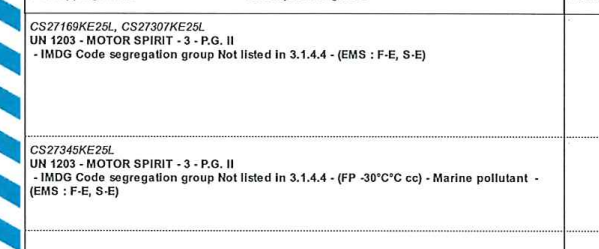 CS27169KE25L, CS27307KE25L
UN 1203 - MOTOR SPIRIT - 3 - P.G. II
- IMDG Code segregation group Not listed in 3.1.4.4 - (EMS : F-E, S-E)
CS27345KE25L
UN 1203 - MOTOR SPIRIT - 3 - P.G. II
- IMDG Code segregation group Not listed in 3.1.4.4 - (FP -30°C°C cc) - Marine pollutant -
(EMS : F-E, S-E)